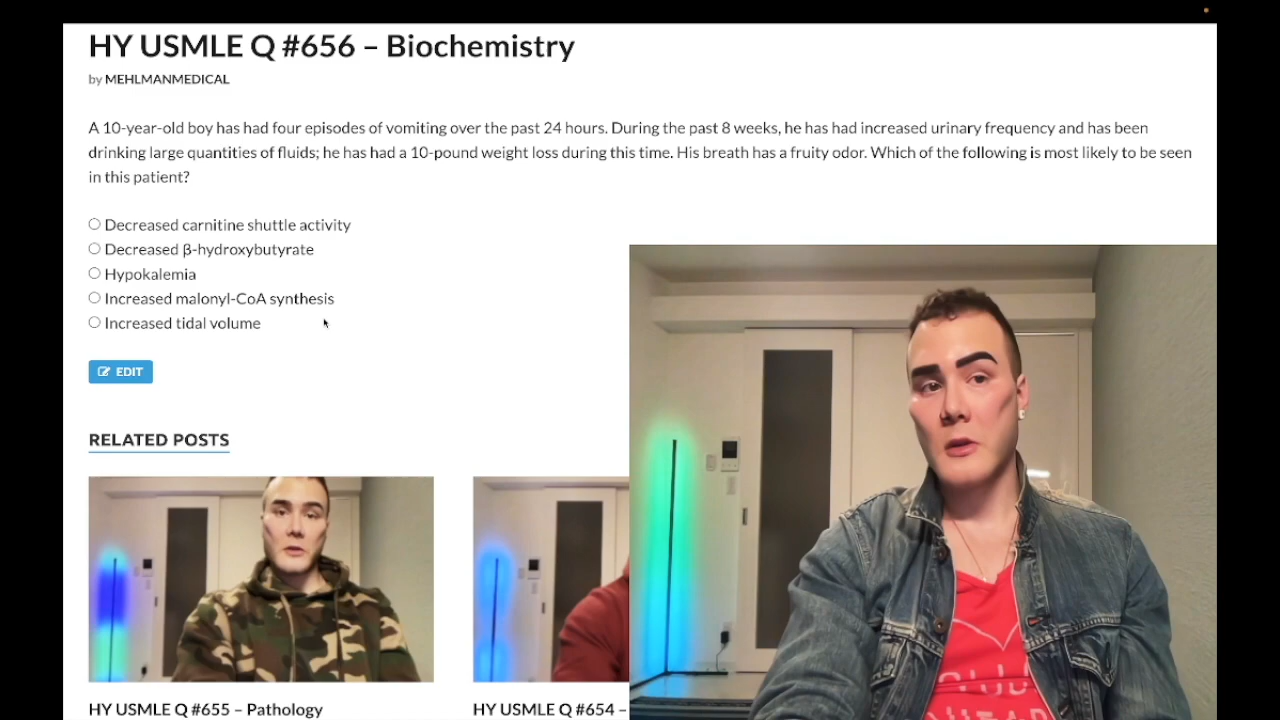 HY USMLE Q #656 – Biochemistry
by MEHLMANMEDICAL
A 10-year-old boy has had four episodes of vomiting over the past 24 hours. During the past 8 weeks, he has had increased urinary frequency and has been
drinking large quantities of fluids; he has had a 10-pound weight loss during this time. His breath has a fruity odor. Which of the following is most likely to be seen
in this patient?
Decreased carnitine shuttle activity
Decreased β-hydroxybutyrate
Hypokalemia
Increased malonyl-CoA synthesis
Increased tidal volume
EDIT
RELATED POSTS
HY USMLE Q #655 – Pathology
HY USMLE Q #654 –